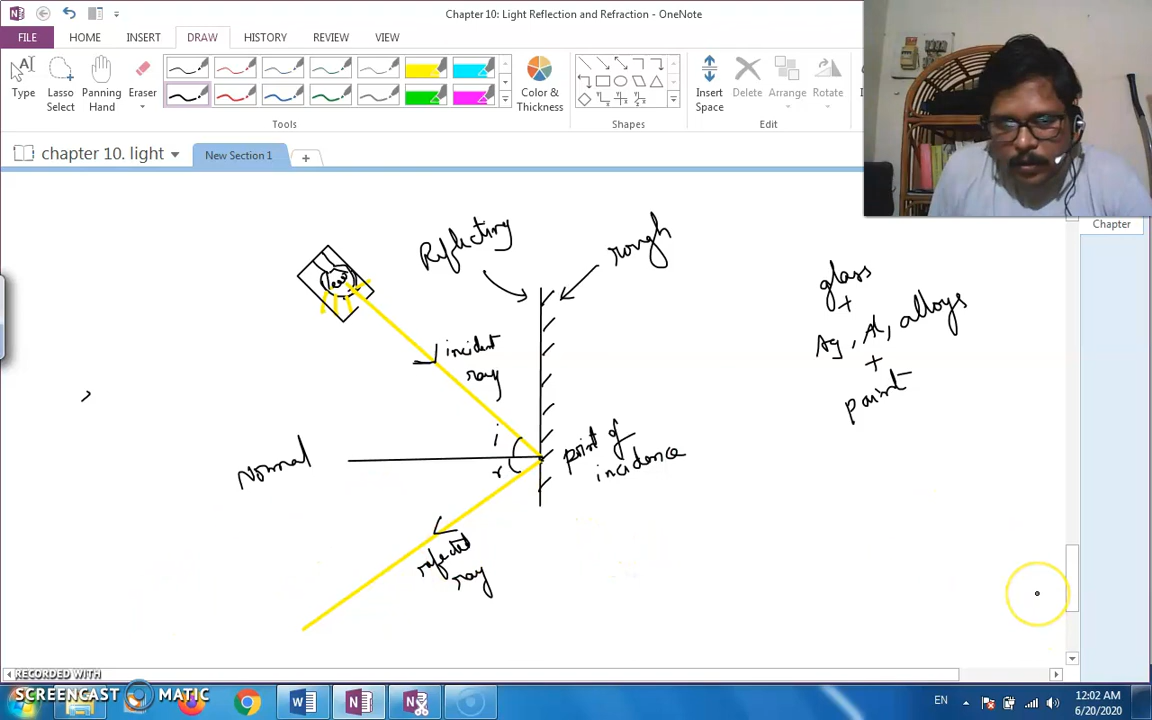 Chapter 10: Light Reflection and Refraction - OneNote
FILE HOME INSERT DRAW HISTORY REVIEW VIEW
Type
Lasso Select
Panning Hand
Eraser
Color & Thickness
Insert Space
Delete
Arrange
Rotate
Tools
Shapes
Edit
chapter 10. light
New Section 1
Chapter
Reflecting
rough
glass
+
Ag, Al, alloys
+
paint
incident
ray
i
r
Normal
point of
incidence
ray
RECORDED WITH
SCREENCAST MATIC
EN
12:02 AM
6/20/2020